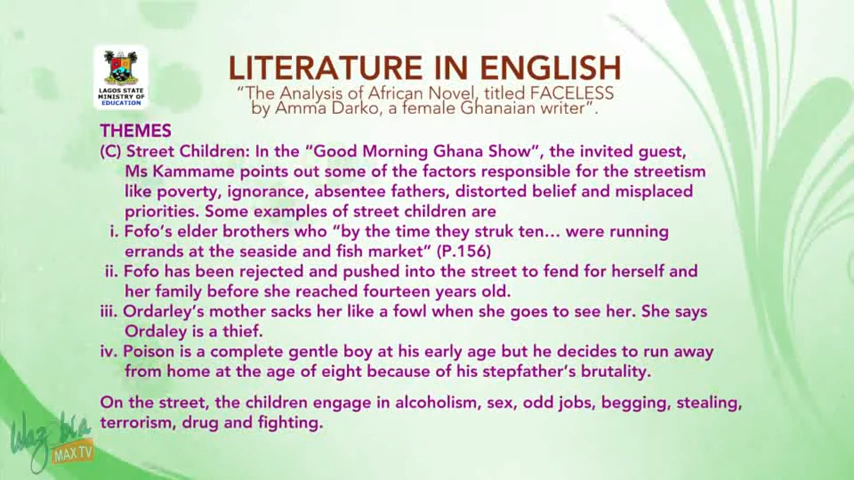 LAGOS STATE
MINISTRY OF
EDUCATION
LITERATURE IN ENGLISH
"The Analysis of African Novel, titled FACELESS
by Amma Darko, a female Ghanaian writer".
THEMES
(C) Street Children: In the "Good Morning Ghana Show", the invited guest,
Ms Kammame points out some of the factors responsible for the streetism
like poverty, ignorance, absentee fathers, distorted belief and misplaced
priorities. Some examples of street children are
i. Fofo's elder brothers who "by the time they struk ten... were running
errands at the seaside and fish market" (P.156)
ii. Fofo has been rejected and pushed into the street to fend for herself and
her family before she reached fourteen years old.
iii. Ordarley's mother sacks her like a fowl when she goes to see her. She says
Ordaley is a thief.
iv. Poison is a complete gentle boy at his early age but he decides to run away
from home at the age of eight because of his stepfather's brutality.
On the street, the children engage in alcoholism, sex, odd jobs, begging, stealing,
terrorism, drug and fighting.
Wazobia
MAX TV